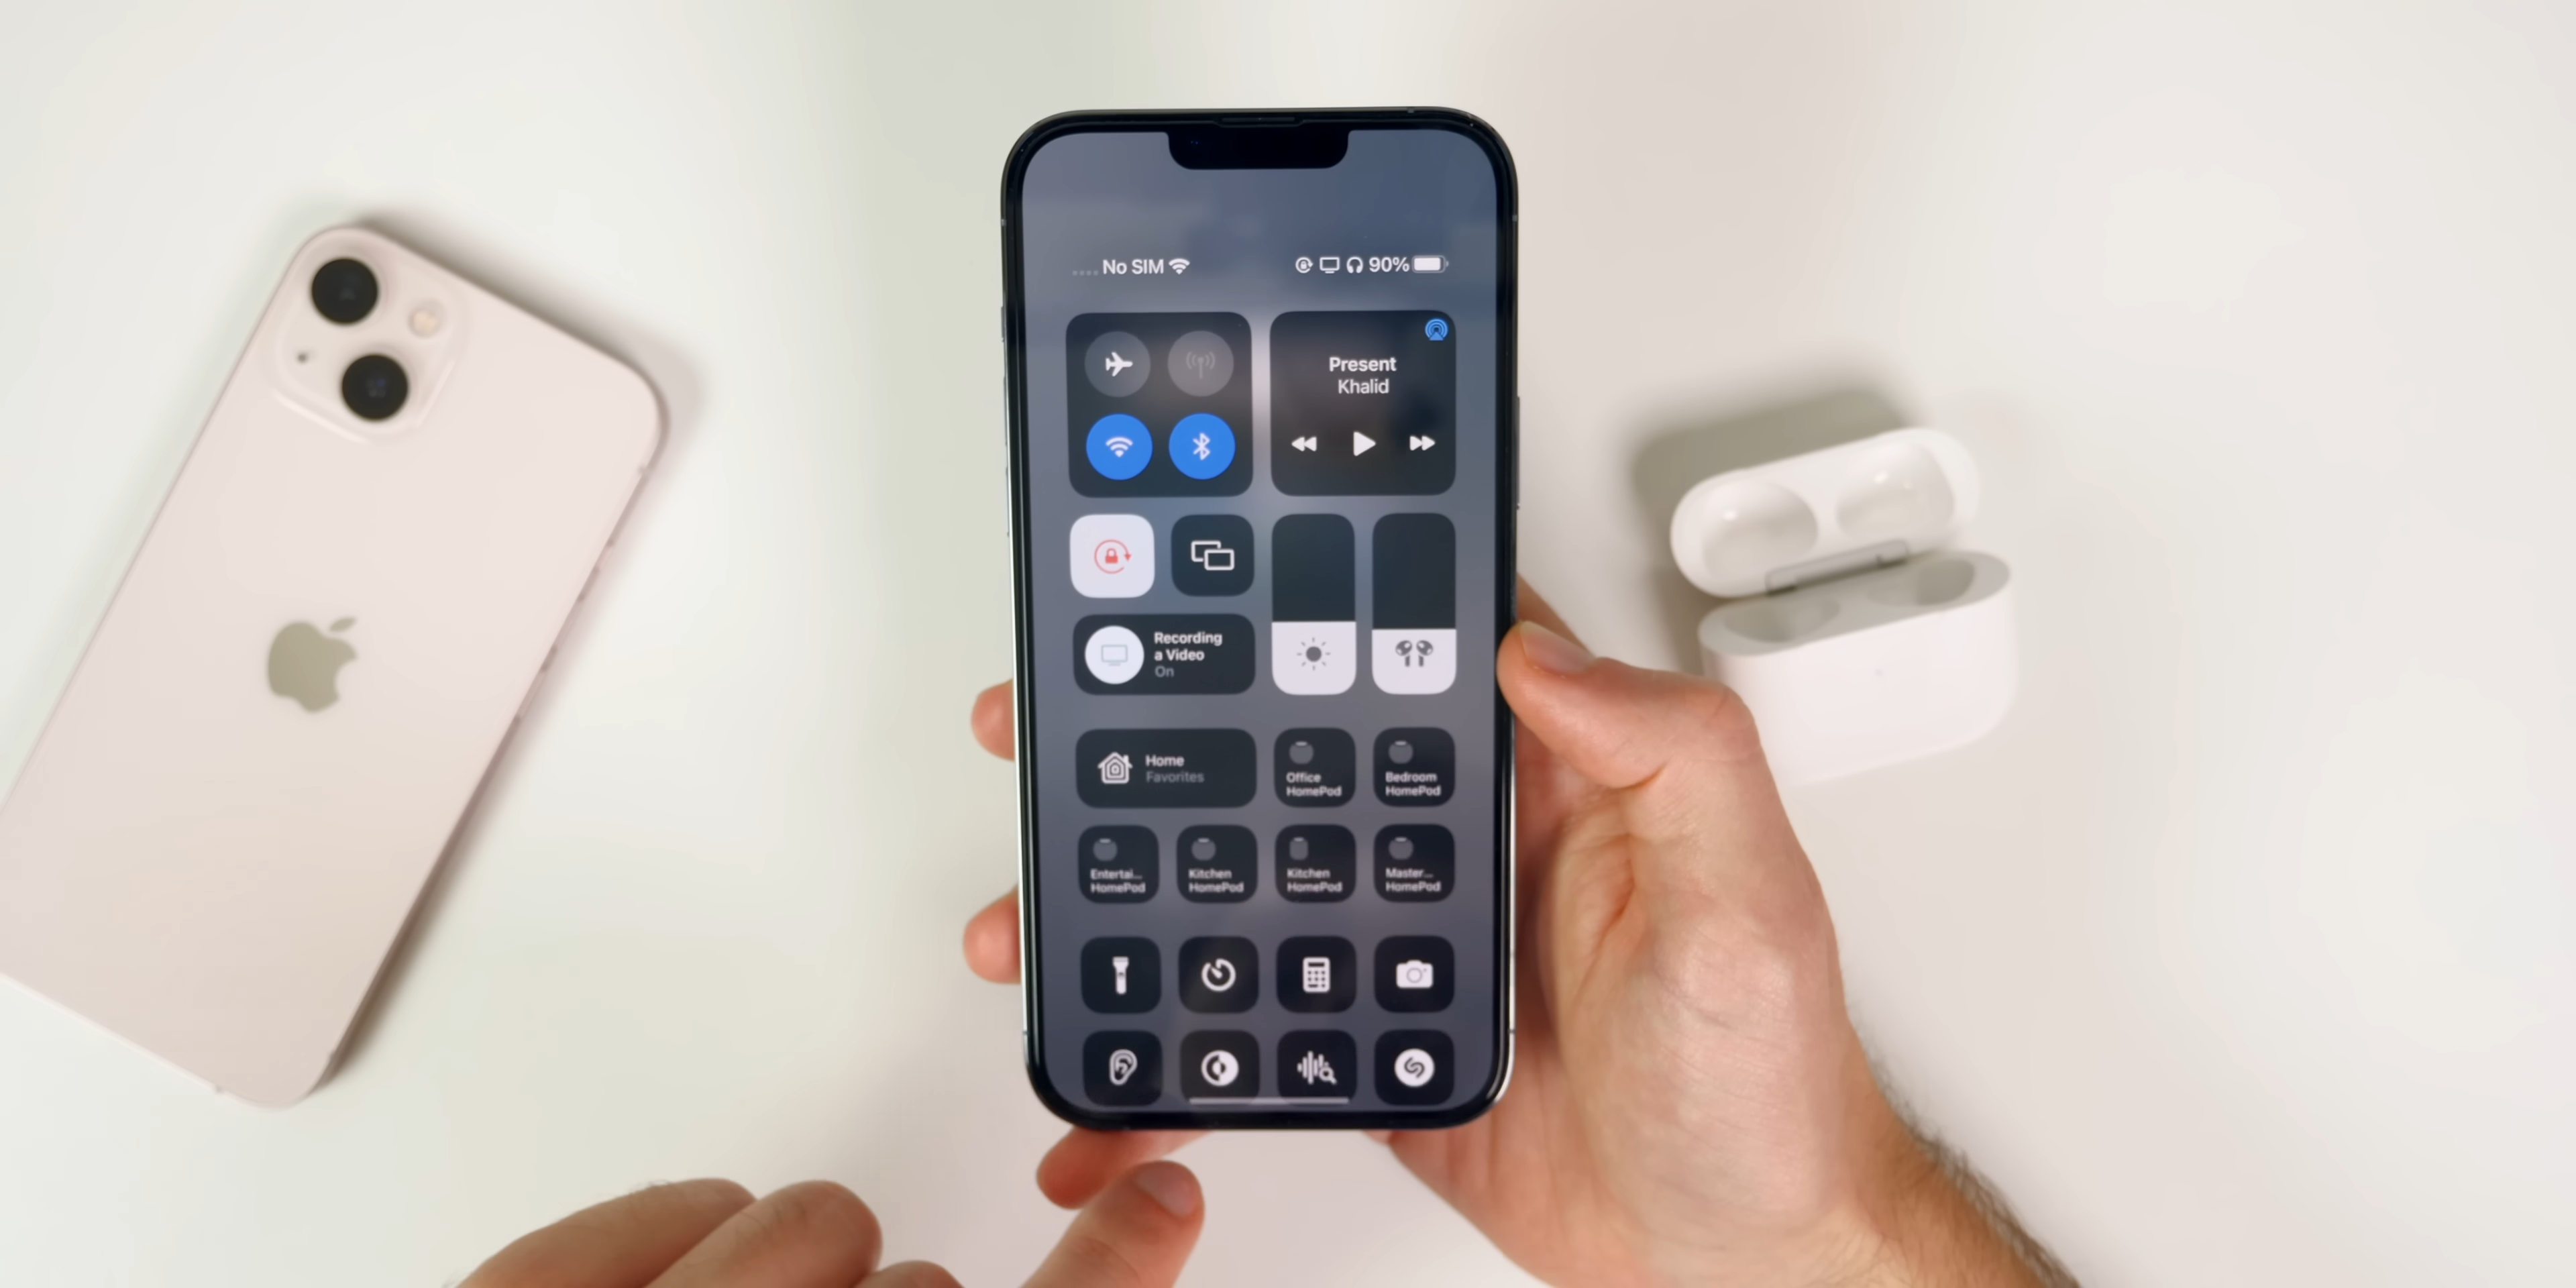 No SIM 90%
Present
Khalid
Recording
a Video
On
Home
Favorites
Office
HomePod
Bedroom
HomePod
Entertai...
HomePod
Kitchen
HomePod
Kitchen
HomePod
Master...
HomePod